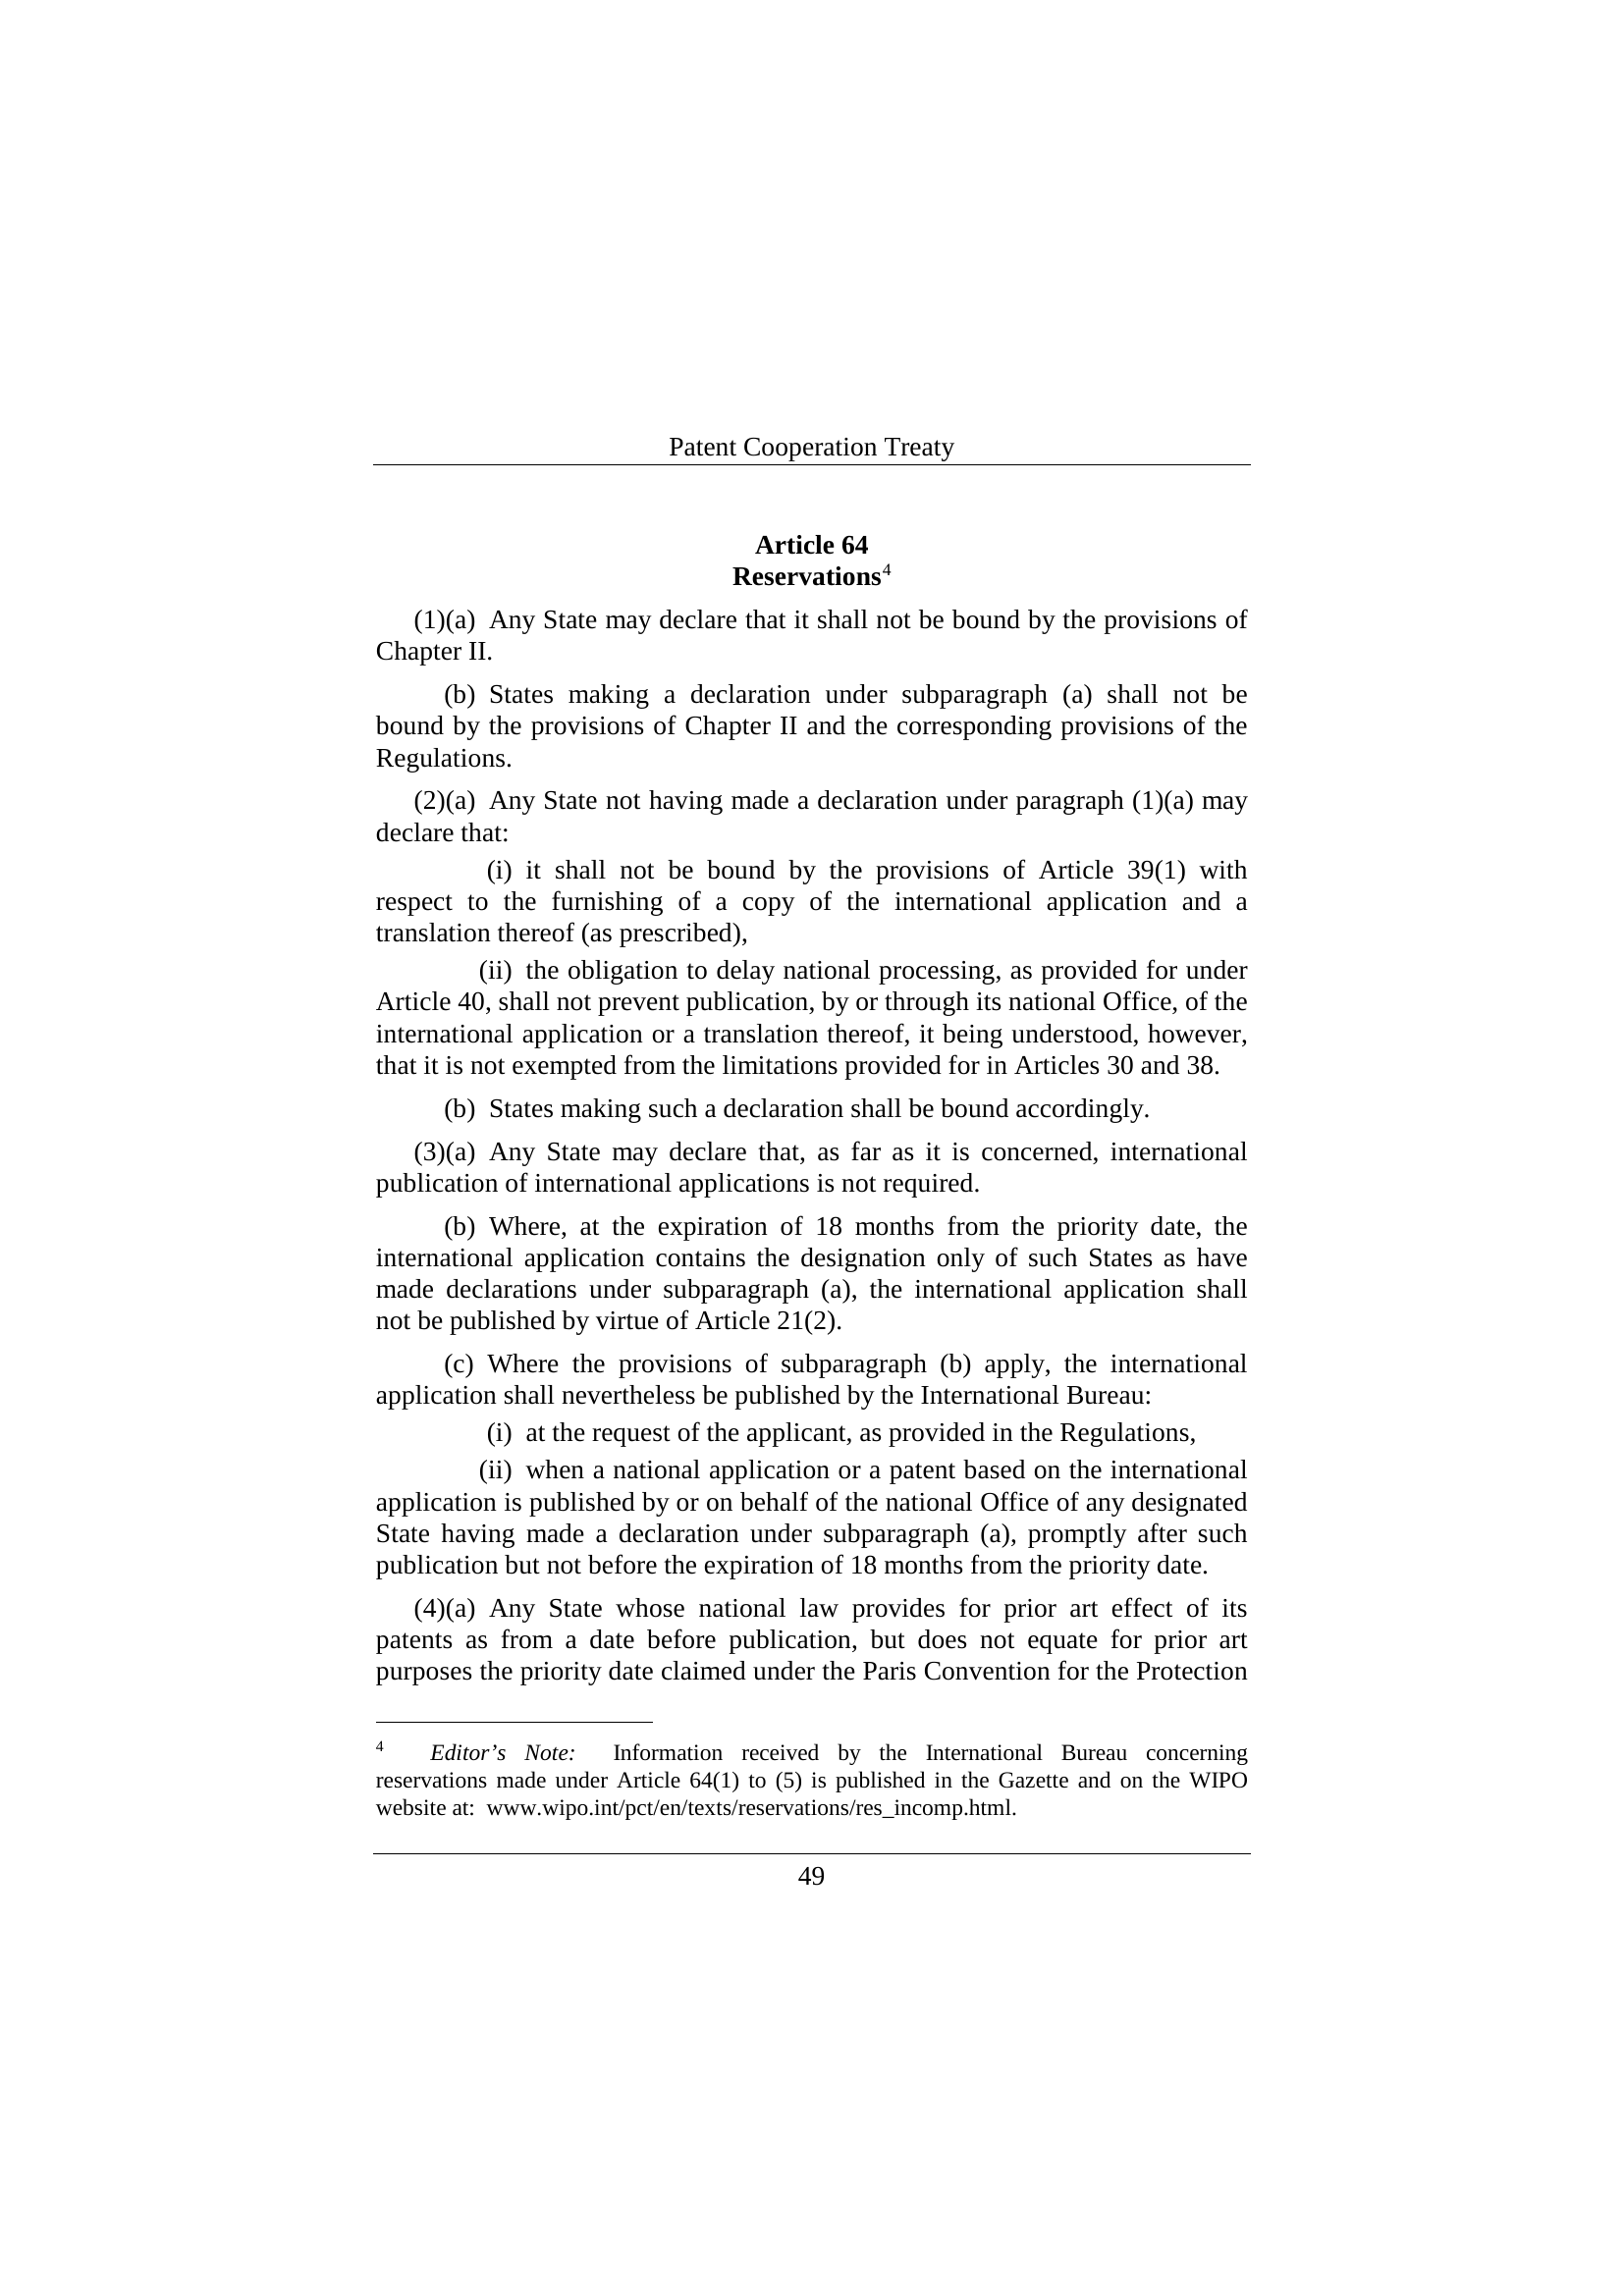 Patent Cooperation Treaty
Article 64
Reservations4
(1)(a) Any State may declare that it shall not be bound by the provisions of
Chapter II.
(b) States making a declaration under subparagraph (a) shall not be
bound by the provisions of Chapter II and the corresponding provisions of the
Regulations.
(2)(a) Any State not having made a declaration under paragraph (1)(a) may
declare that:
(i) it shall not be bound by the provisions of Article 39(1) with
respect to the furnishing of a copy of the international application and a
translation thereof (as prescribed),
(ii) the obligation to delay national processing, as provided for under
Article 40, shall not prevent publication, by or through its national Office, of the
international application or a translation thereof, it being understood, however,
that it is not exempted from the limitations provided for in Articles 30 and 38.
(b) States making such a declaration shall be bound accordingly.
(3)(a) Any State may declare that, as far as it is concerned, international
publication of international applications is not required.
(b) Where, at the expiration of 18 months from the priority date, the
international application contains the designation only of such States as have
made declarations under subparagraph (a), the international application shall
not be published by virtue of Article 21(2).
(c) Where the provisions of subparagraph (b) apply, the international
application shall nevertheless be published by the International Bureau:
(i) at the request of the applicant, as provided in the Regulations,
(ii) when a national application or a patent based on the international
application is published by or on behalf of the national Office of any designated
State having made a declaration under subparagraph (a), promptly after such
publication but not before the expiration of 18 months from the priority date.
(4)(a) Any State whose national law provides for prior art effect of its
patents as from a date before publication, but does not equate for prior art
purposes the priority date claimed under the Paris Convention for the Protection
4 Editor’s Note: Information received by the International Bureau concerning
reservations made under Article 64(1) to (5) is published in the Gazette and on the WIPO
website at: www.wipo.int/pct/en/texts/reservations/res_incomp.html.
49